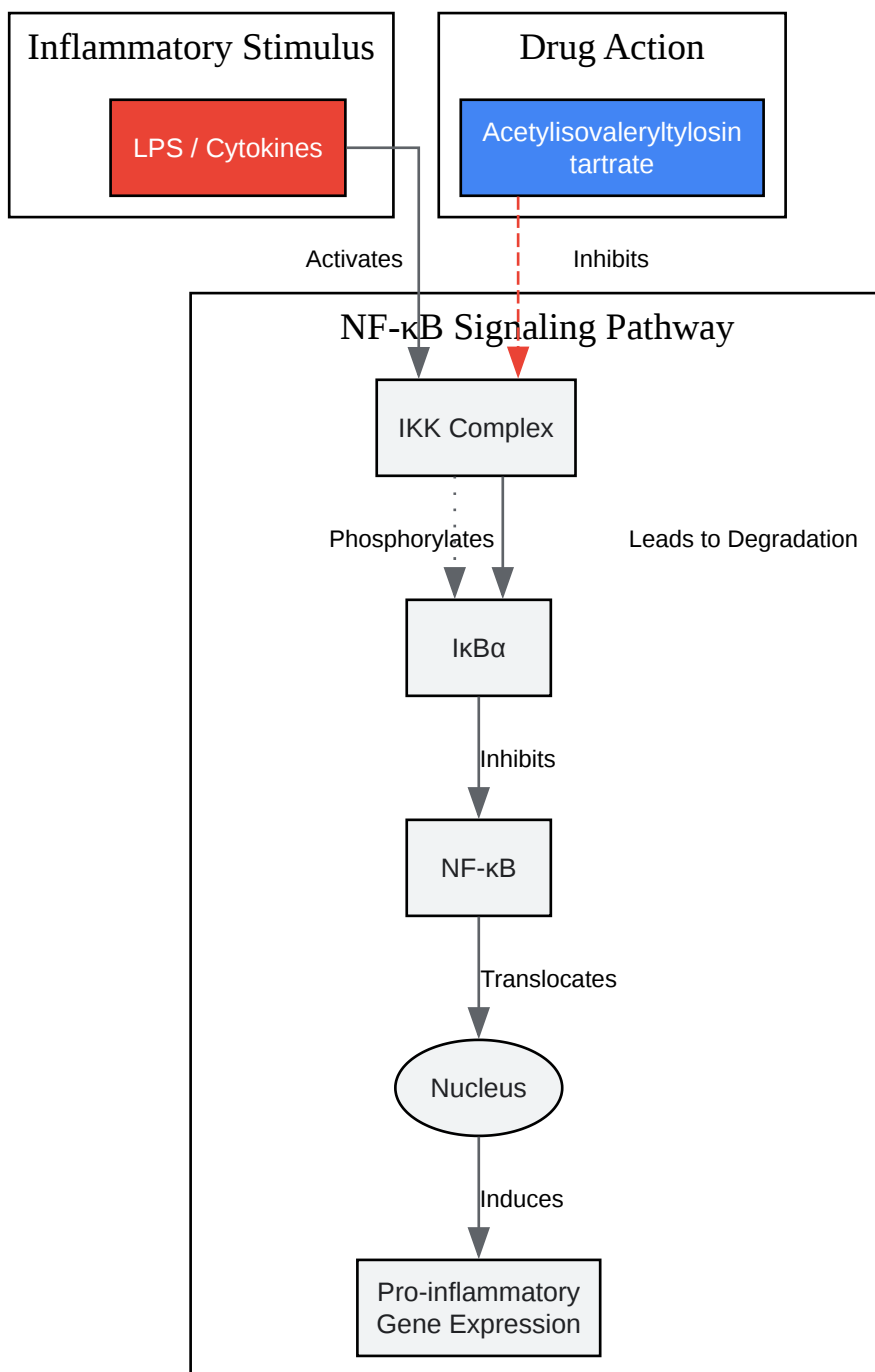 Inflammatory Stimulus
Drug Action
LPS / Cytokines
Acetylisovaleryltylosin
tartrate
Activates
Inhibits
NF-κB Signaling Pathway
IKK Complex
Phosphorylates
Leads to Degradation
IκBα
Inhibits
NF-κB
Translocates
Nucleus
Induces
Pro-inflammatory
Gene Expression